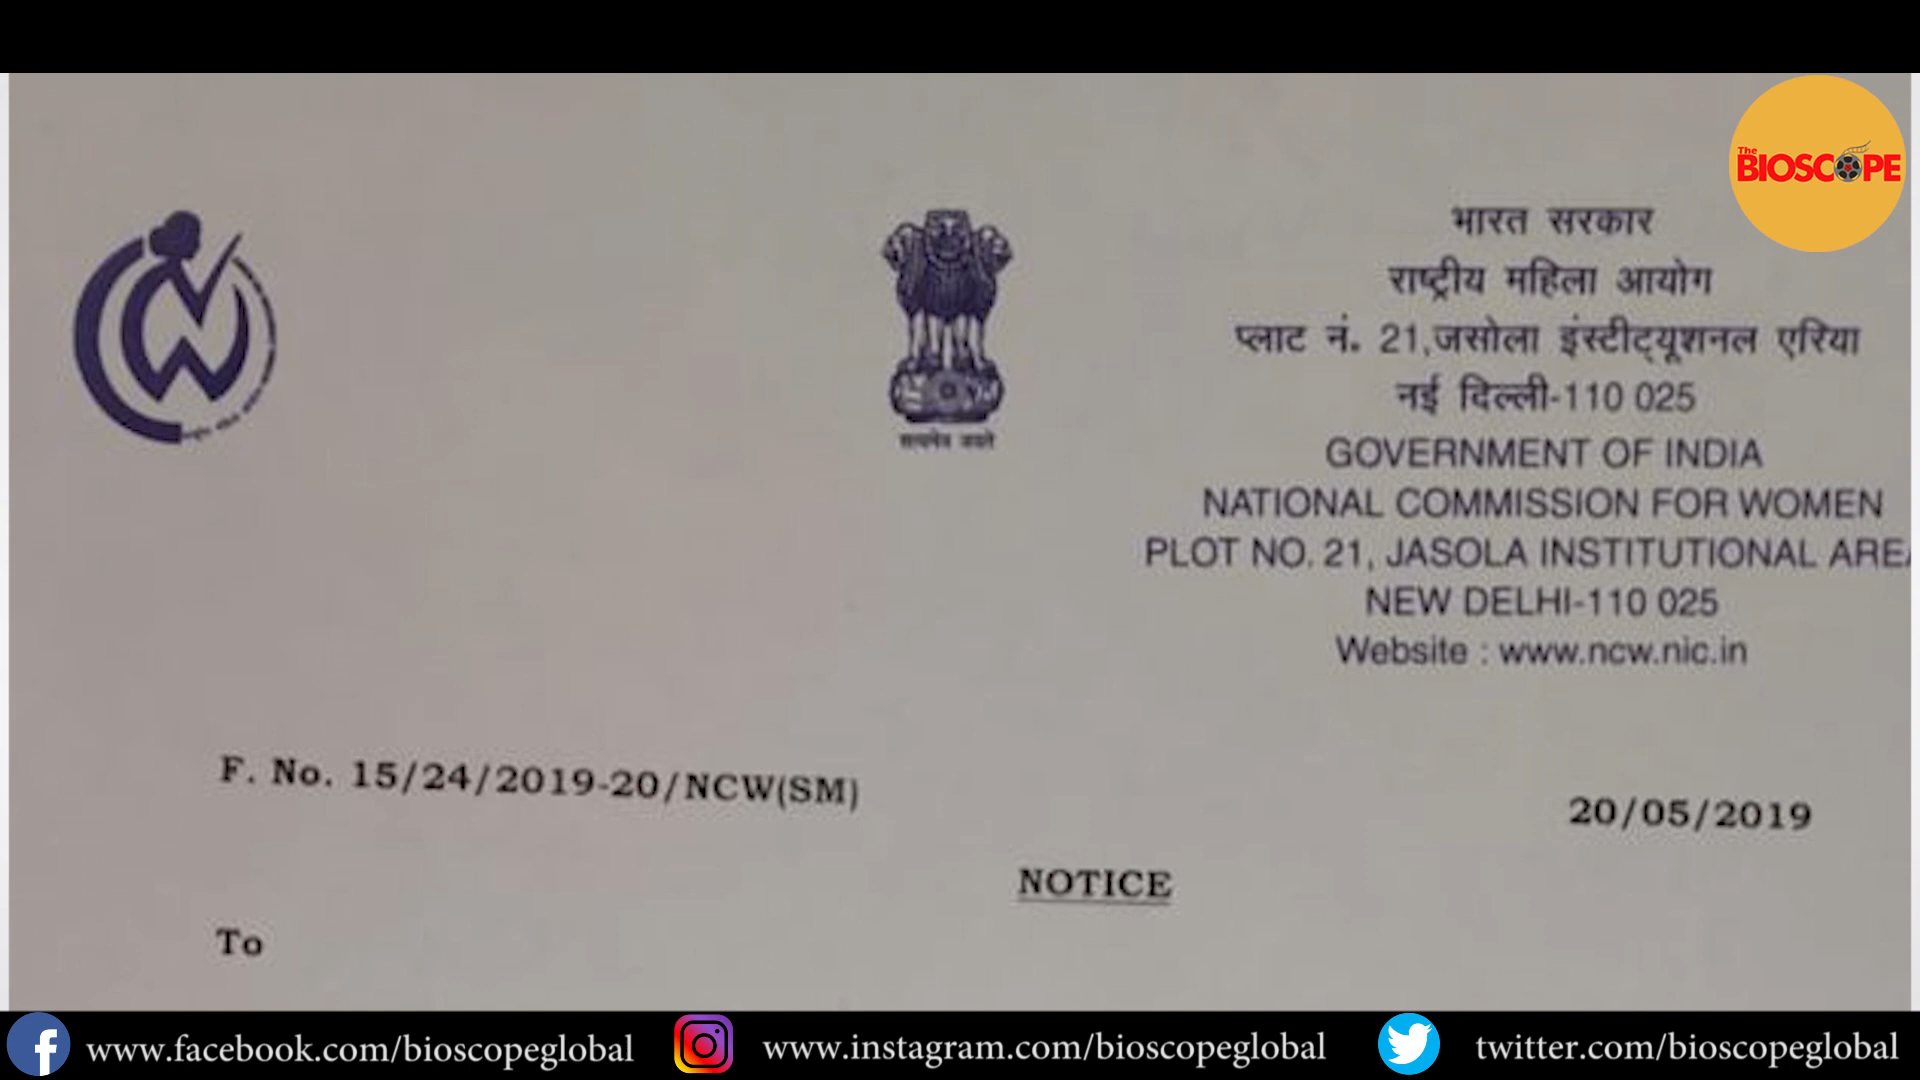 The
BIOSCOPE
भारत सरकार
राष्ट्रीय महिला आयोग
प्लाट नं. 21,जसोला इंस्टीट्यूशनल एरिया
नई दिल्ली-110 025
सत्यमेव जयते
GOVERNMENT OF INDIA
NATIONAL COMMISSION FOR WOMEN
PLOT NO. 21, JASOLA INSTITUTIONAL AREA
NEW DELHI-110 025
Website : www.ncw.nic.in
F. No. 15/24/2019-20/NCW(SM)
20/05/2019
NOTICE
To
www.facebook.com/bioscopeglobal
www.instagram.com/bioscopeglobal
twitter.com/bioscopeglobal